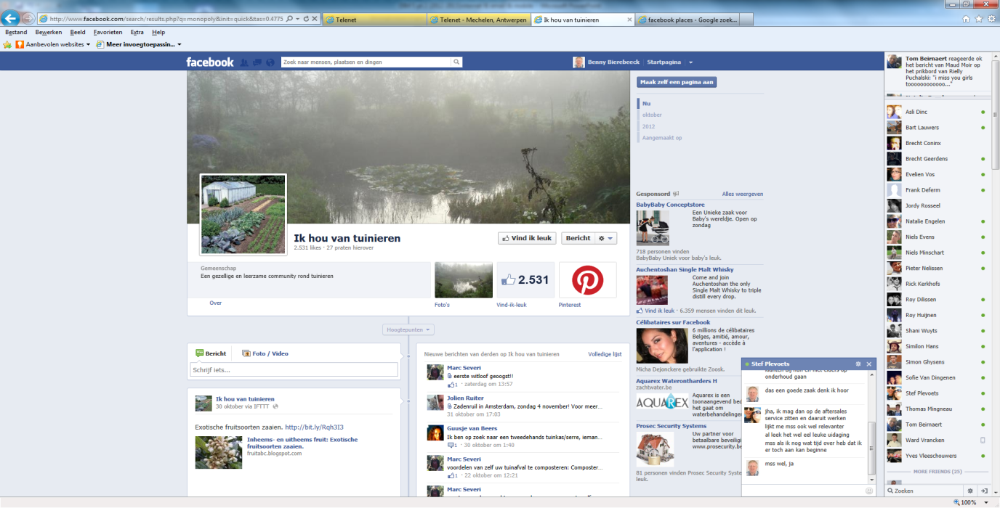 http://www.facebook.com/search/results.php?q=monopoly&init=quick&tas=0.4775
Telenet
Telenet - Mechelen, Antwerpen
Ik hou van tuinieren
facebook places - Google zoek...
Bestand Bewerken Beeld Favorieten Extra Help
Aanbevolen websites
Meer invoegtoepassin...
facebook
Zoek naar mensen, plaatsen en dingen
Benny Bierebeeck
Startpagina
Ik hou van tuinieren
2.531 likes · 27 praten hierover
Vind ik leuk
Bericht
Gemeenschap
Een gezellige en leerzame community rond tuinieren
Over
2.531
Foto's
Vind-ik-leuk
Pinterest
Hoogtepunten
Bericht
Foto / Video
Schrijf iets...
Ik hou van tuinieren
30 oktober via IFTTT
Exotische fruitsoorten zaaien. http://bit.ly/Rqh3I3
Inheems- en uitheems fruit: Exotische
fruitsoorten zaaien.
fruitabc.blogspot.com
Nieuwe berichten van derden op Ik hou van tuinieren
Volledige lijst
Marc Severi
eerste witloof geoogst!!
1 · zaterdag om 13:57
Jolien Ruiter
Zadenruil in Amsterdam, zondag 4 november! Voor meer...
31 oktober om 17:03
Guusje van Beers
Ik ben op zoek naar een tweedehands tuinkas/serre, ieman...
1 · 30 oktober om 1:40
Marc Severi
voordelen van zelf uw tuinafval te composteren: Composter...
1 · 22 oktober om 12:21
Marc Severi
Maak zelf een pagina aan
Nu
oktober
2012
Aangemaakt op
Gesponsord
Alles weergeven
BabyBaby Conceptstore
Een Unieke zaak voor
Baby's wereldje. Open op
zondag
718 personen vinden
BabyBaby Uniek voor baby's leuk.
Auchentoshan Single Malt Whisky
Come and join
Auchentoshan the only
Single Malt Whisky to triple
distill every drop.
Vind ik leuk · 6.359 mensen vinden dit leuk.
Célibataires sur Facebook
6 millions de célibataires
Belges, amitié, amour,
aventures - accède à
l'application !
Micha Dejonckere gebruikte Zoosk.
Aquarex Waterontharders H
zachtwater.be
AQUAREX
Aquarex is een
toonaangevend bed
het gaat om
waterbehandelinge
Prosec Security Systems
Uw partner voor
betaalbare beveiligi
www.prosecurity.be
81 personen vinden Prosec Security Syste
leuk.
Stef Plevoets
onderhoud gaan
das een goede zaak denk ik hoor
jha, ik mag dan op de aftersales
service zitten en daaruit werken
lijkt me mss ook wel relevanter
al leek het wel eel leuke uidaging
mss als ik nog wat tijd over heb dat ik
er toch aan kan beginne
mss wel, ja
Tom Beirnaert reageerde ok
het bericht van Maud Moir op
het prikbord van Rielly
Puchalski: "i miss you girls
toooooooooooo..."
Asli Dinc
Bart Lauwers
Brecht Coninx
Brecht Geerdens
Evelien Vos
Frank Deferm
Jordy Rosseel
Natalie Engelen
Niels Evens
Niels Minschart
Pieter Nelissen
Rick Kerkhofs
Roy Dilissen
Roy Huijnen
Shani Wuyts
Similon Hans
Simon Ghysens
Sofie Van Dingenen
Stef Plevoets
Thomas Mingneau
Tom Beirnaert
Ward Vrancken
Yves Vleeschouwers
MORE FRIENDS (25)
Zoeken
100%